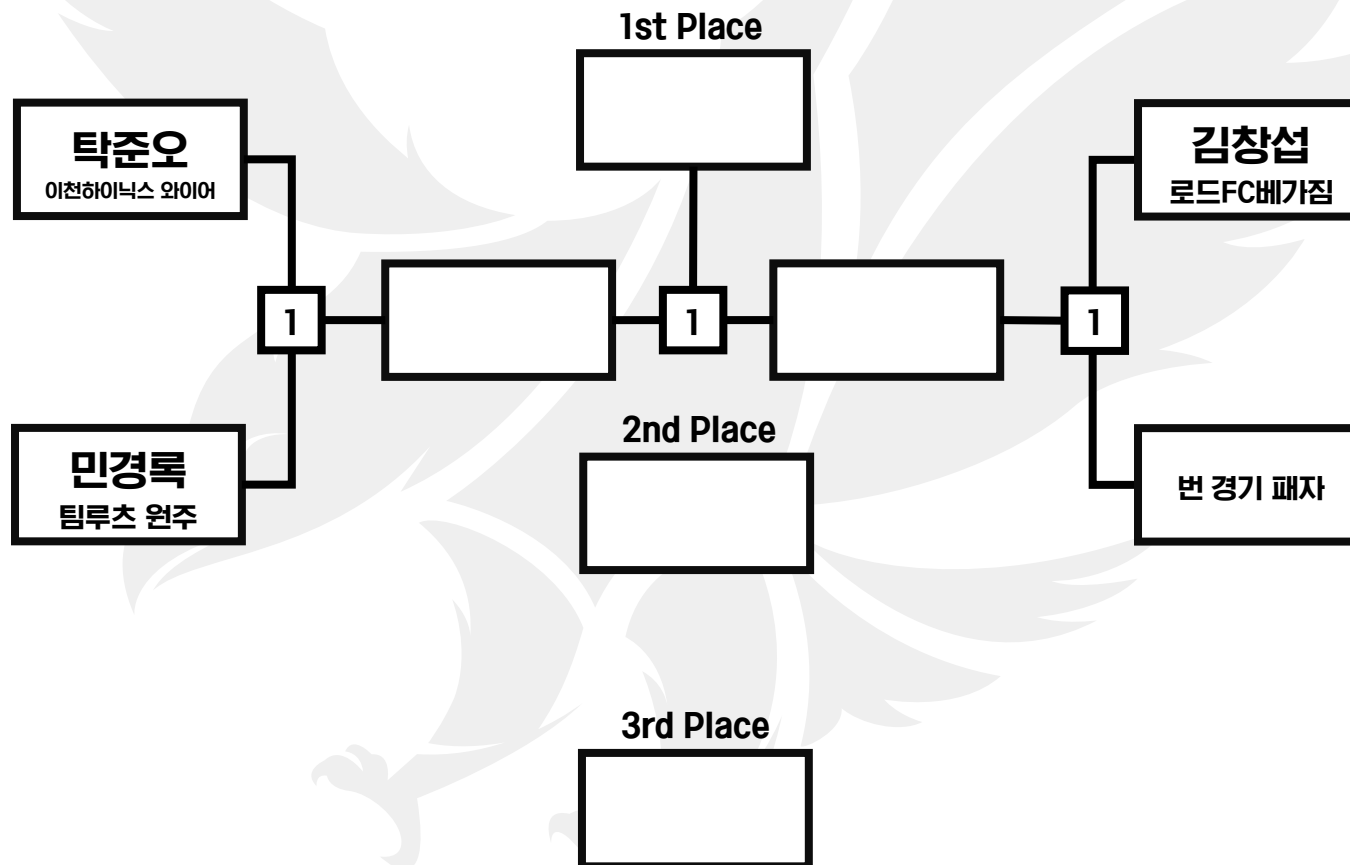 1st Place
탁준오
이천하이닉스 와이어
김창섭
로드FC베가짐
1
1
1
민경록
팀루츠 원주
2nd Place
번 경기 패자
3rd Place